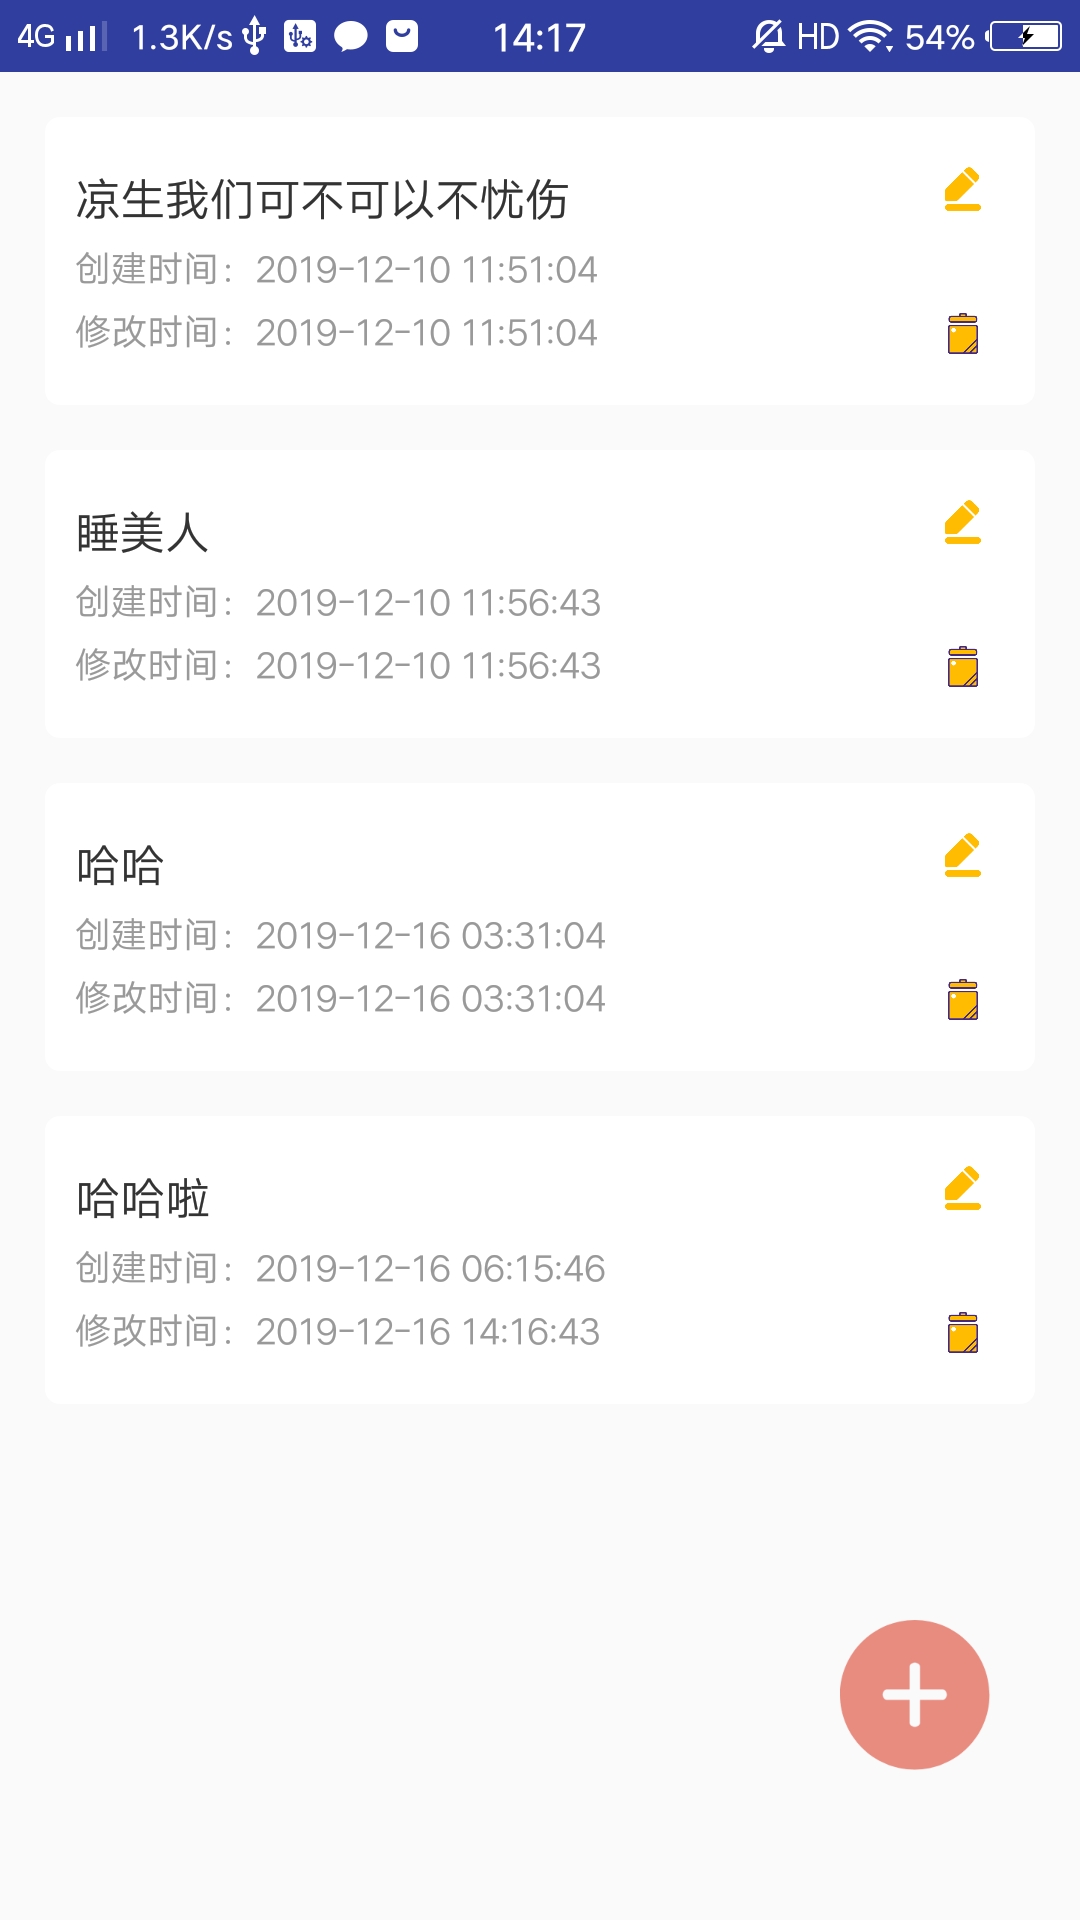 4G 1.3K/s 14:17 HD 54%
凉生我们可不可以不忧伤
创建时间：2019-12-10 11:51:04
修改时间：2019-12-10 11:51:04
睡美人
创建时间：2019-12-10 11:56:43
修改时间：2019-12-10 11:56:43
哈哈
创建时间：2019-12-16 03:31:04
修改时间：2019-12-16 03:31:04
哈哈啦
创建时间：2019-12-16 06:15:46
修改时间：2019-12-16 14:16:43